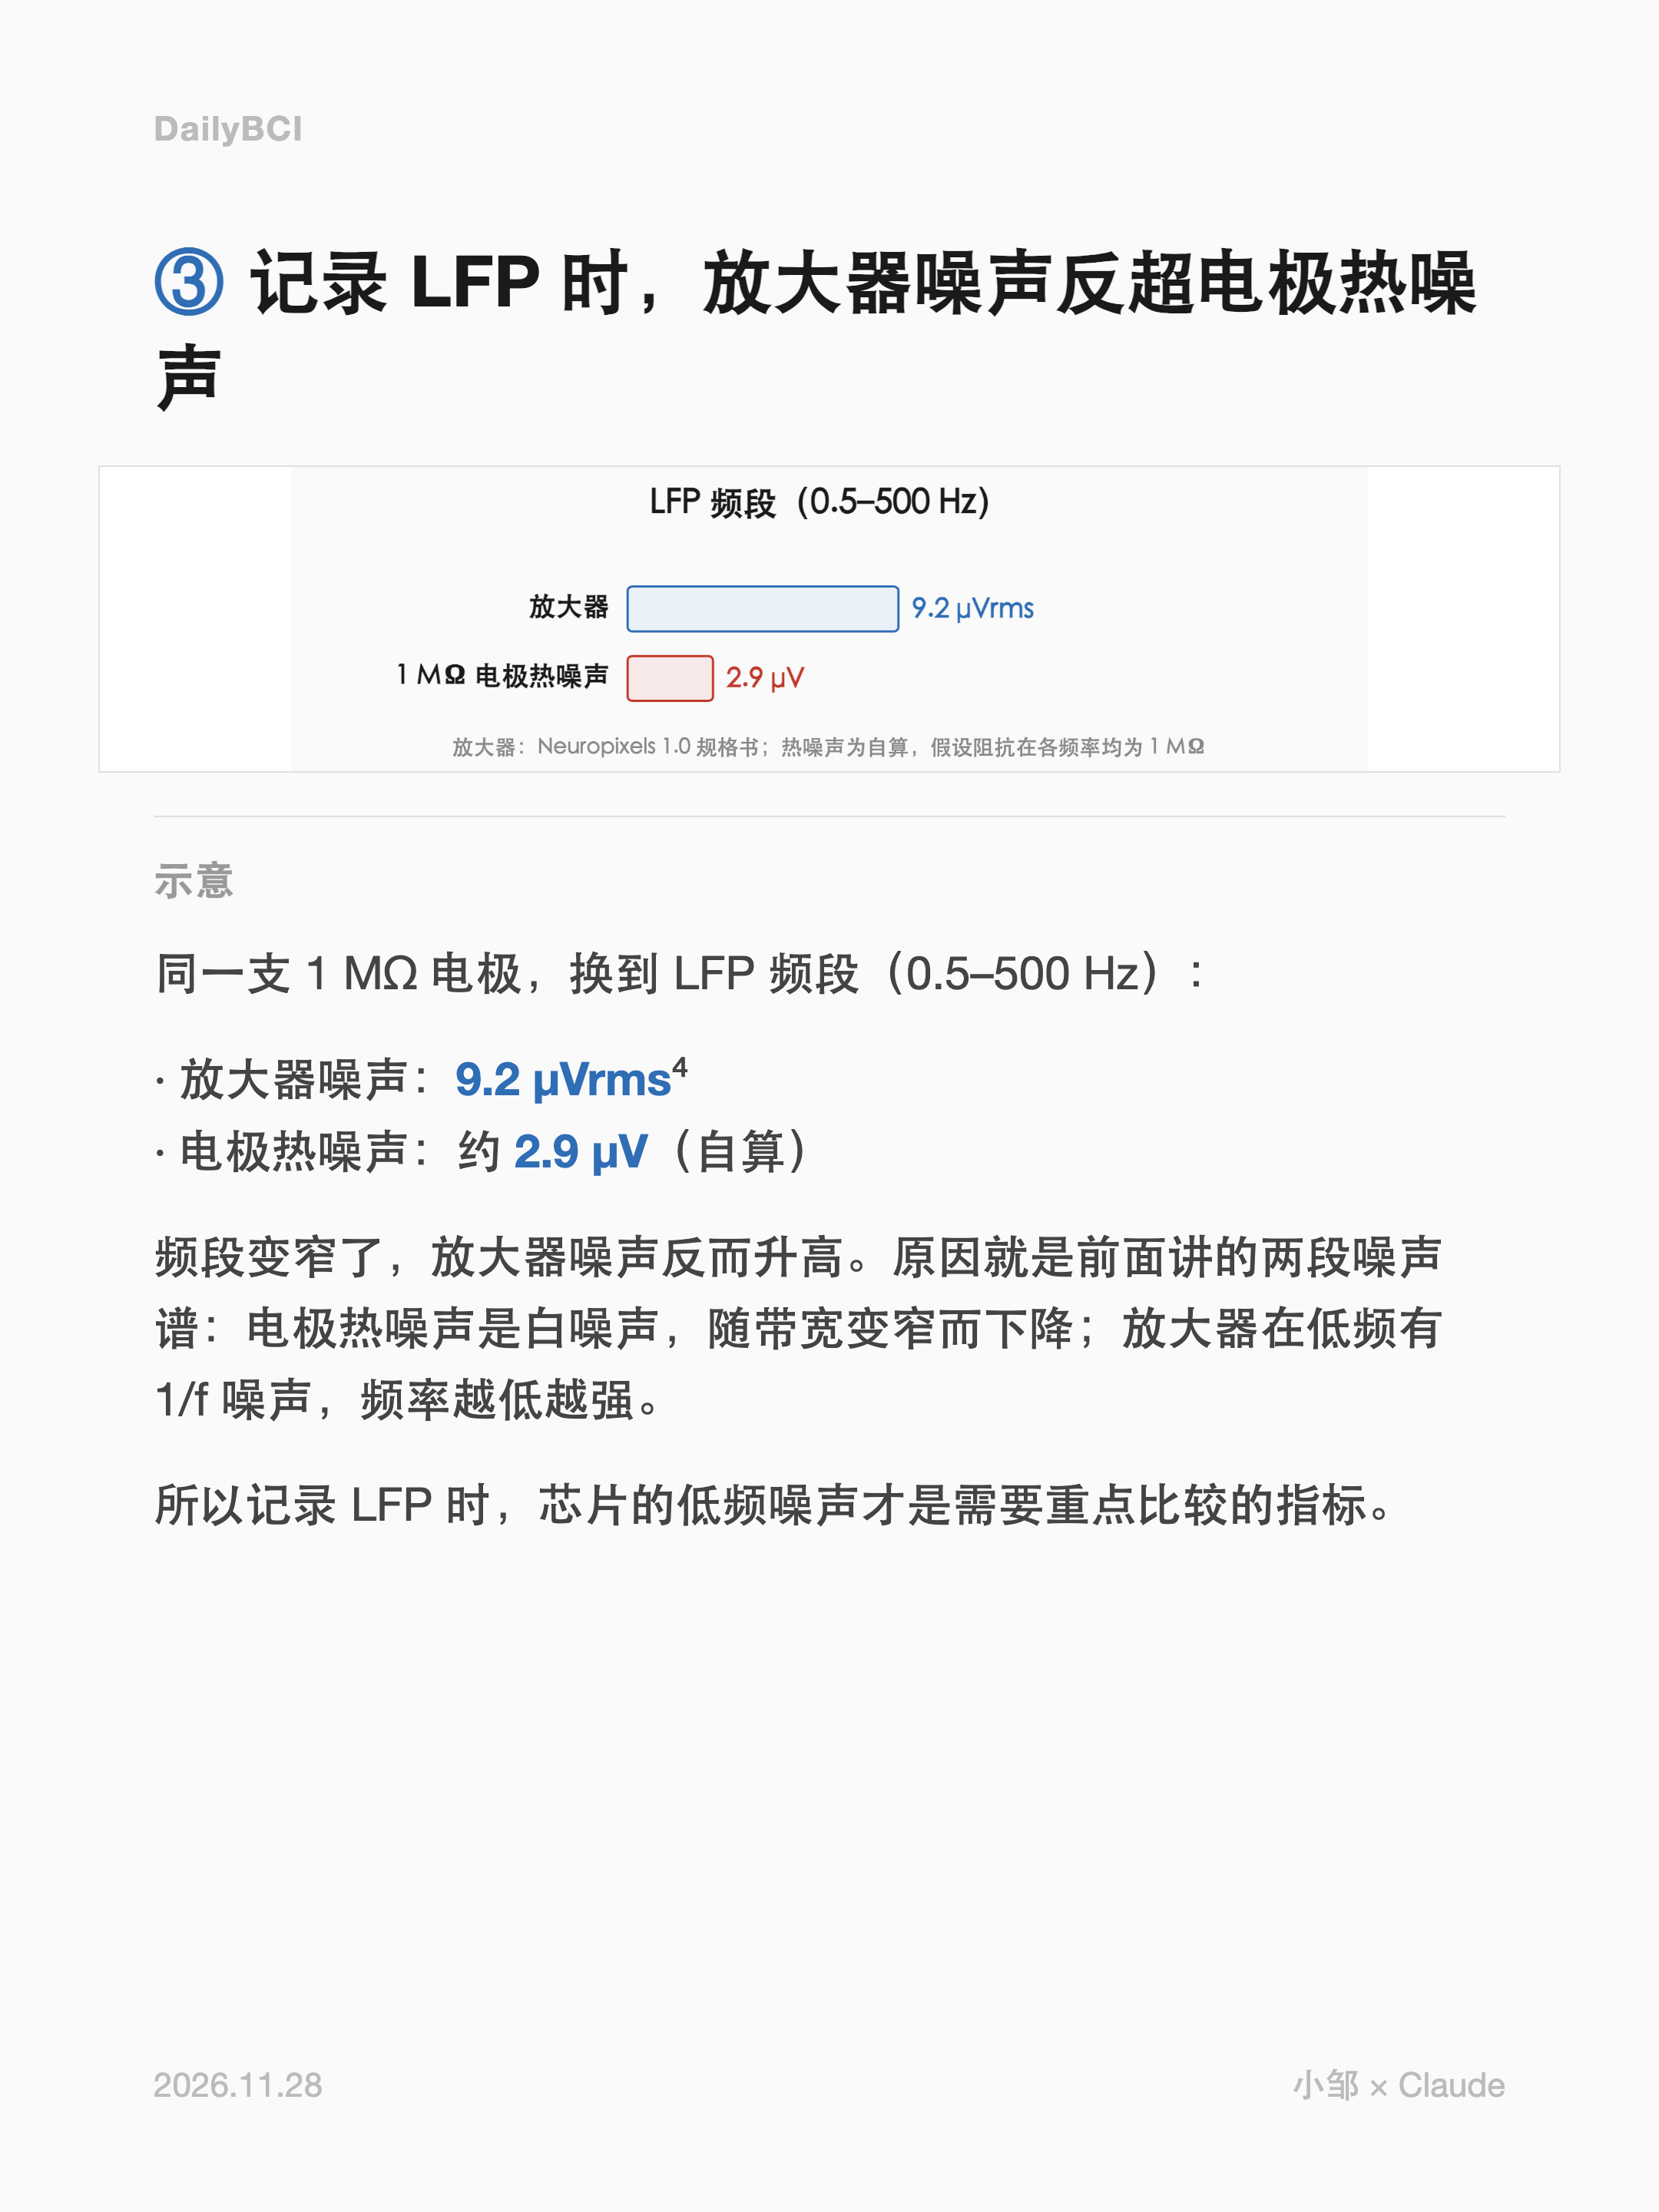 DailyBCI
③ 记录 LFP 时，放大器噪声反超电极热噪
声
LFP 频段（0.5–500 Hz）
放大器 9.2 µVrms
1 MΩ 电极热噪声 2.9 µV
放大器：Neuropixels 1.0 规格书；热噪声为自算，假设阻抗在各频率均为 1 MΩ
示意
同一支 1 MΩ 电极，换到 LFP 频段（0.5–500 Hz）：
· 放大器噪声：9.2 µVrms⁴
· 电极热噪声：约 2.9 µV（自算）
频段变窄了，放大器噪声反而升高。原因就是前面讲的两段噪声
谱：电极热噪声是白噪声，随带宽变窄而下降；放大器在低频有
1/f 噪声，频率越低越强。
所以记录 LFP 时，芯片的低频噪声才是需要重点比较的指标。
2026.11.28
小邹 × Claude